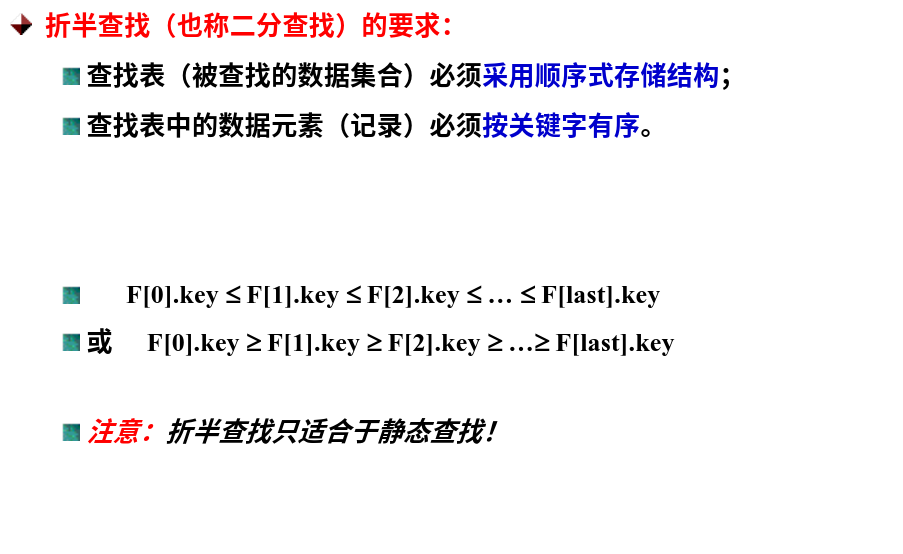 折半查找（也称二分查找）的要求：
查找表（被查找的数据集合）必须采用顺序式存储结构；
查找表中的数据元素（记录）必须按关键字有序。
F[0].key ≤ F[1].key ≤ F[2].key ≤ … ≤ F[last].key
或 F[0].key ≥ F[1].key ≥ F[2].key ≥ …≥ F[last].key
注意：折半查找只适合于静态查找！